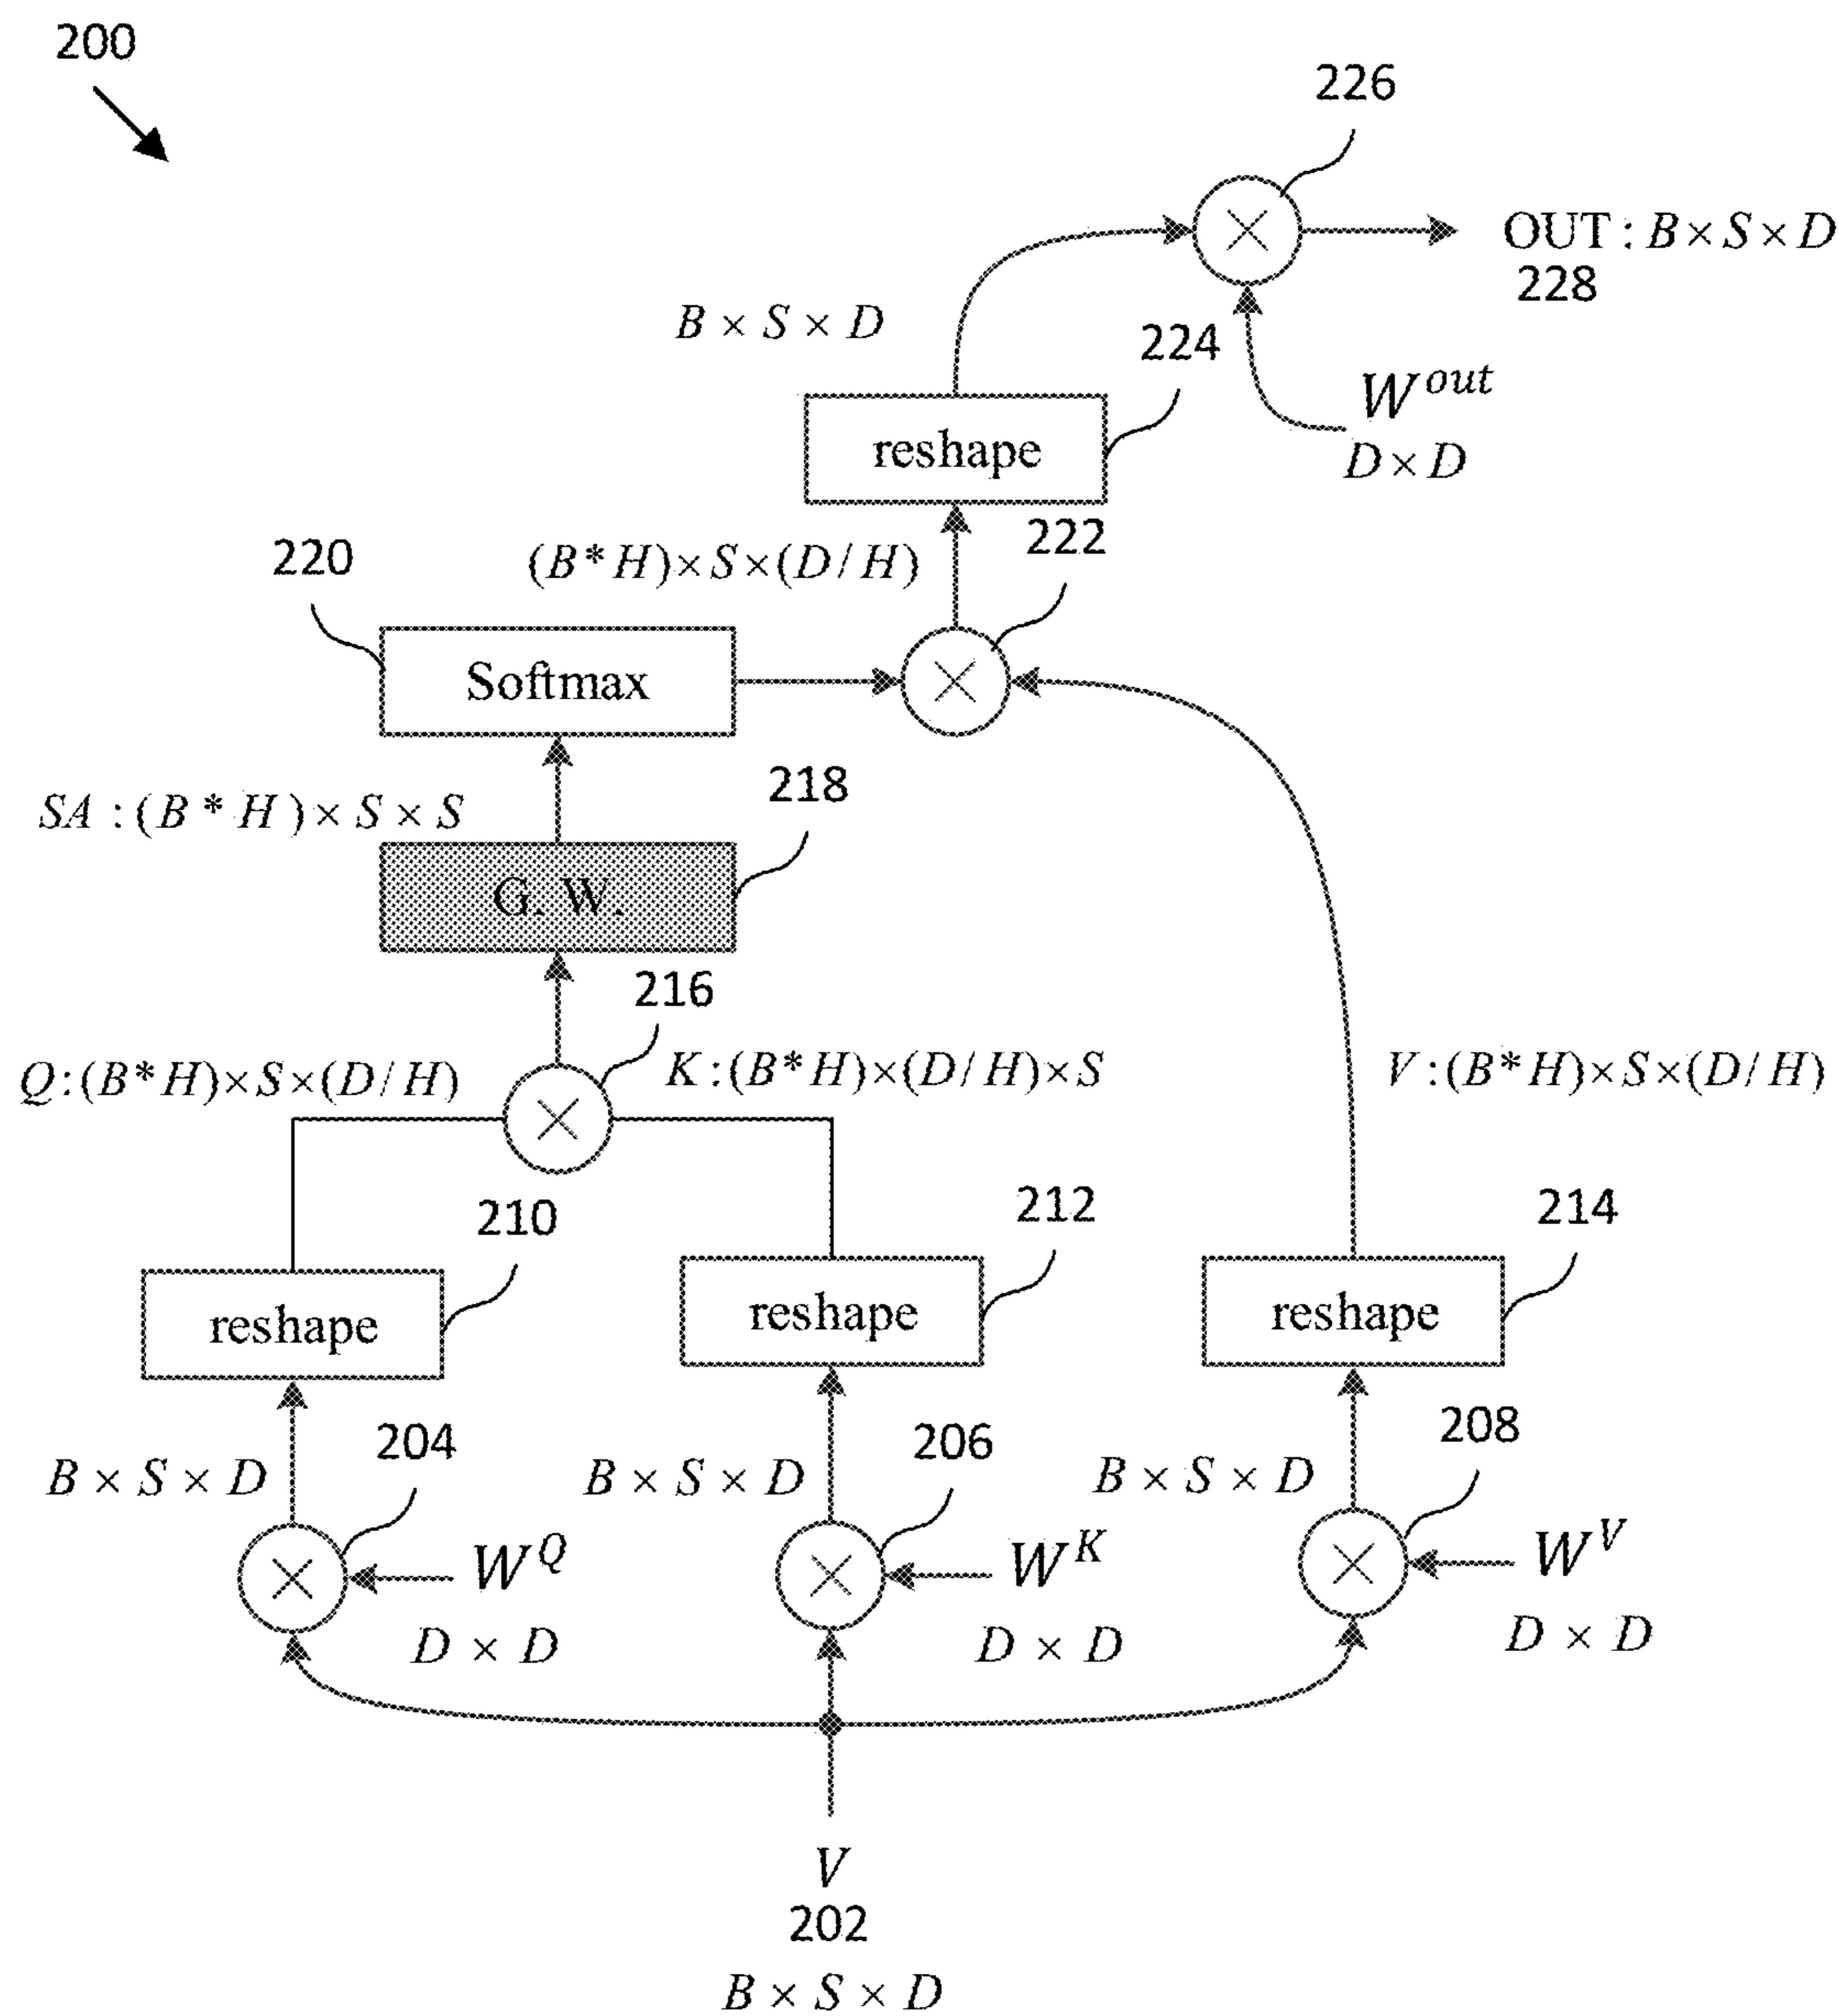 200
226
OUT : B × S × D
228
B × S × D
224
W^out
D × D
reshape
222
220
(B * H) × S × (D / H)
Softmax
218
SA : (B * H) × S × S
G. W.
216
Q : (B * H) × S × (D / H)
K : (B * H) × (D / H) × S
V : (B * H) × S × (D / H)
210
212
214
reshape
reshape
reshape
204
206
208
B × S × D
B × S × D
B × S × D
W^Q
W^K
W^V
D × D
D × D
D × D
V
202
B × S × D